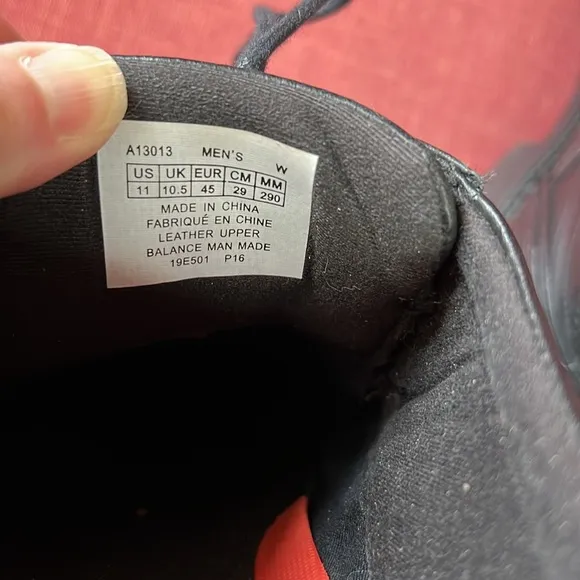 A13013 MEN'S W
US UK EUR CM MM
11 10.5 45 29 290
MADE IN CHINA
FABRIQUÉ EN CHINE
LEATHER UPPER
BALANCE MAN MADE
19E501 P16